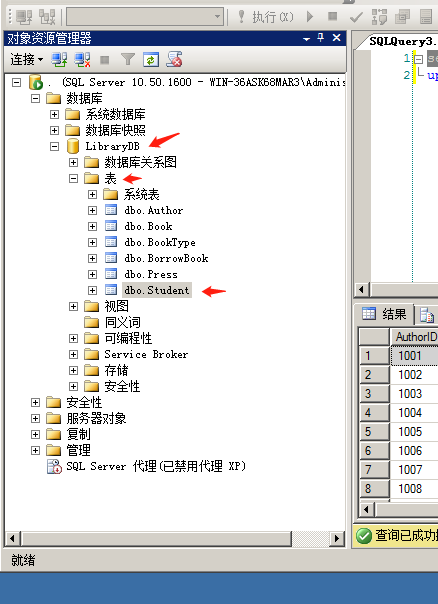 执行(X)
对象资源管理器
连接
. (SQL Server 10.50.1600 - WIN-36ASK68MAR3\Adminis
数据库
系统数据库
数据库快照
LibraryDB
数据库关系图
表
系统表
dbo.Author
dbo.Book
dbo.BookType
dbo.BorrowBook
dbo.Press
dbo.Student
视图
同义词
可编程性
Service Broker
存储
安全性
安全性
服务器对象
复制
管理
SQL Server 代理(已禁用代理 XP)
就绪
SQLQuery3.
1
2 up
结果
AuthorID
1 1001
2 1002
3 1003
4 1004
5 1005
6 1006
7 1007
8 1008
查询已成功